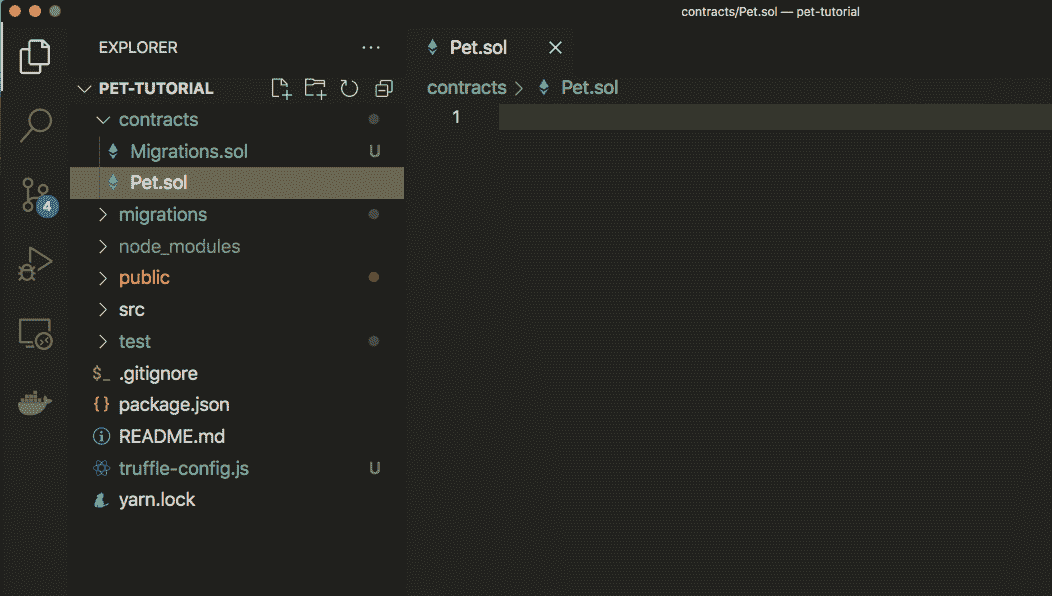 contracts/Pet.sol — pet-tutorial
EXPLORER
Pet.sol
PET-TUTORIAL
contracts > Pet.sol
contracts
1
Migrations.sol U
Pet.sol
4
migrations
node_modules
public
src
test
$_ .gitignore
{} package.json
README.md
truffle-config.js U
yarn.lock